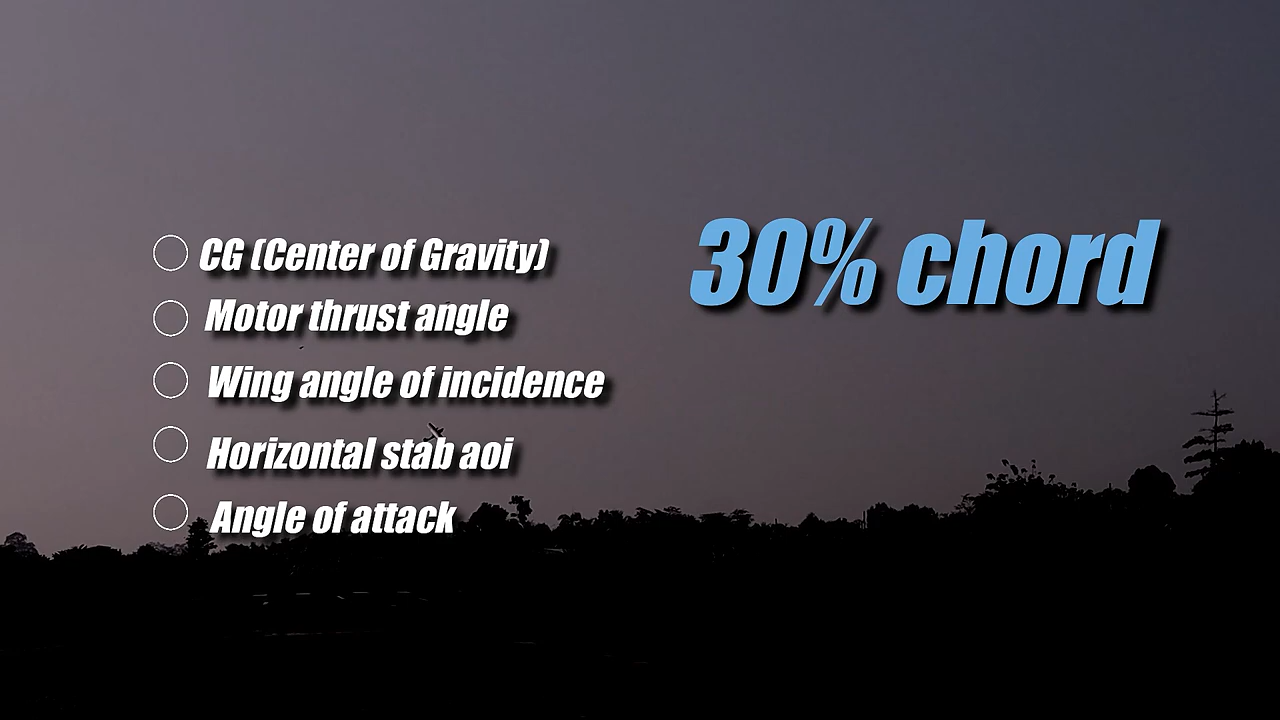 CG (Center of Gravity)
30% chord
Motor thrust angle
Wing angle of incidence
Horizontal stab aoi
Angle of attack